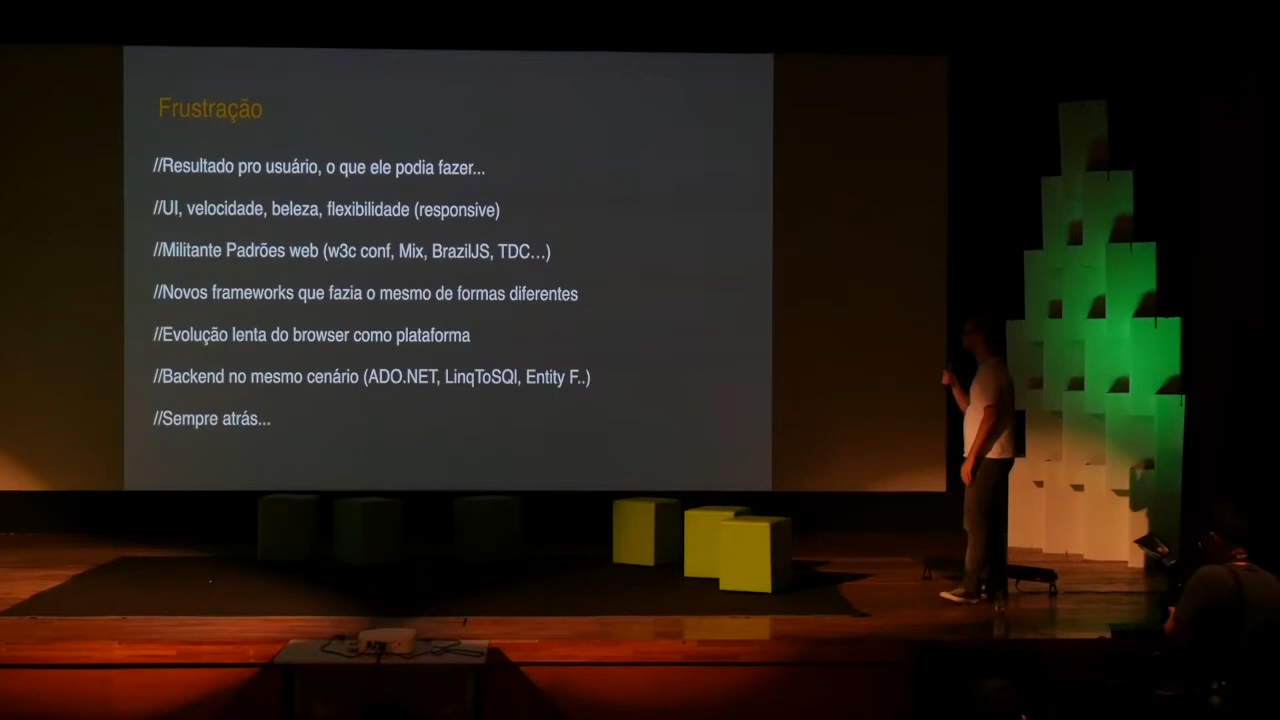 Frustração
//Resultado pro usuário, o que ele podia fazer...
//UI, velocidade, beleza, flexibilidade (responsive)
//Militante Padrões web (w3c conf, Mix, BrazilJS, TDC...)
//Novos frameworks que fazia o mesmo de formas diferentes
//Evolução lenta do browser como plataforma
//Backend no mesmo cenário (ADO.NET, LinqToSQl, Entity F..)
//Sempre atrás...